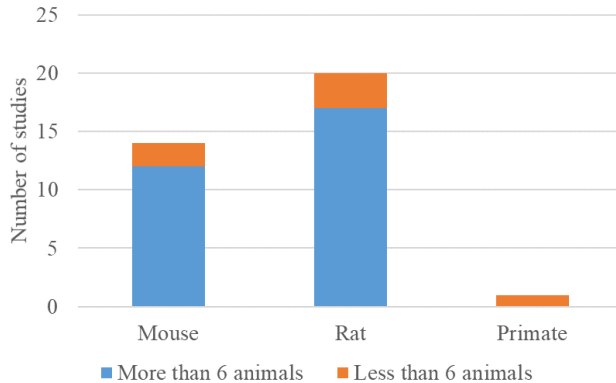 25
20
15
10
5
0
Number of studies
Mouse Rat Primate
More than 6 animals Less than 6 animals